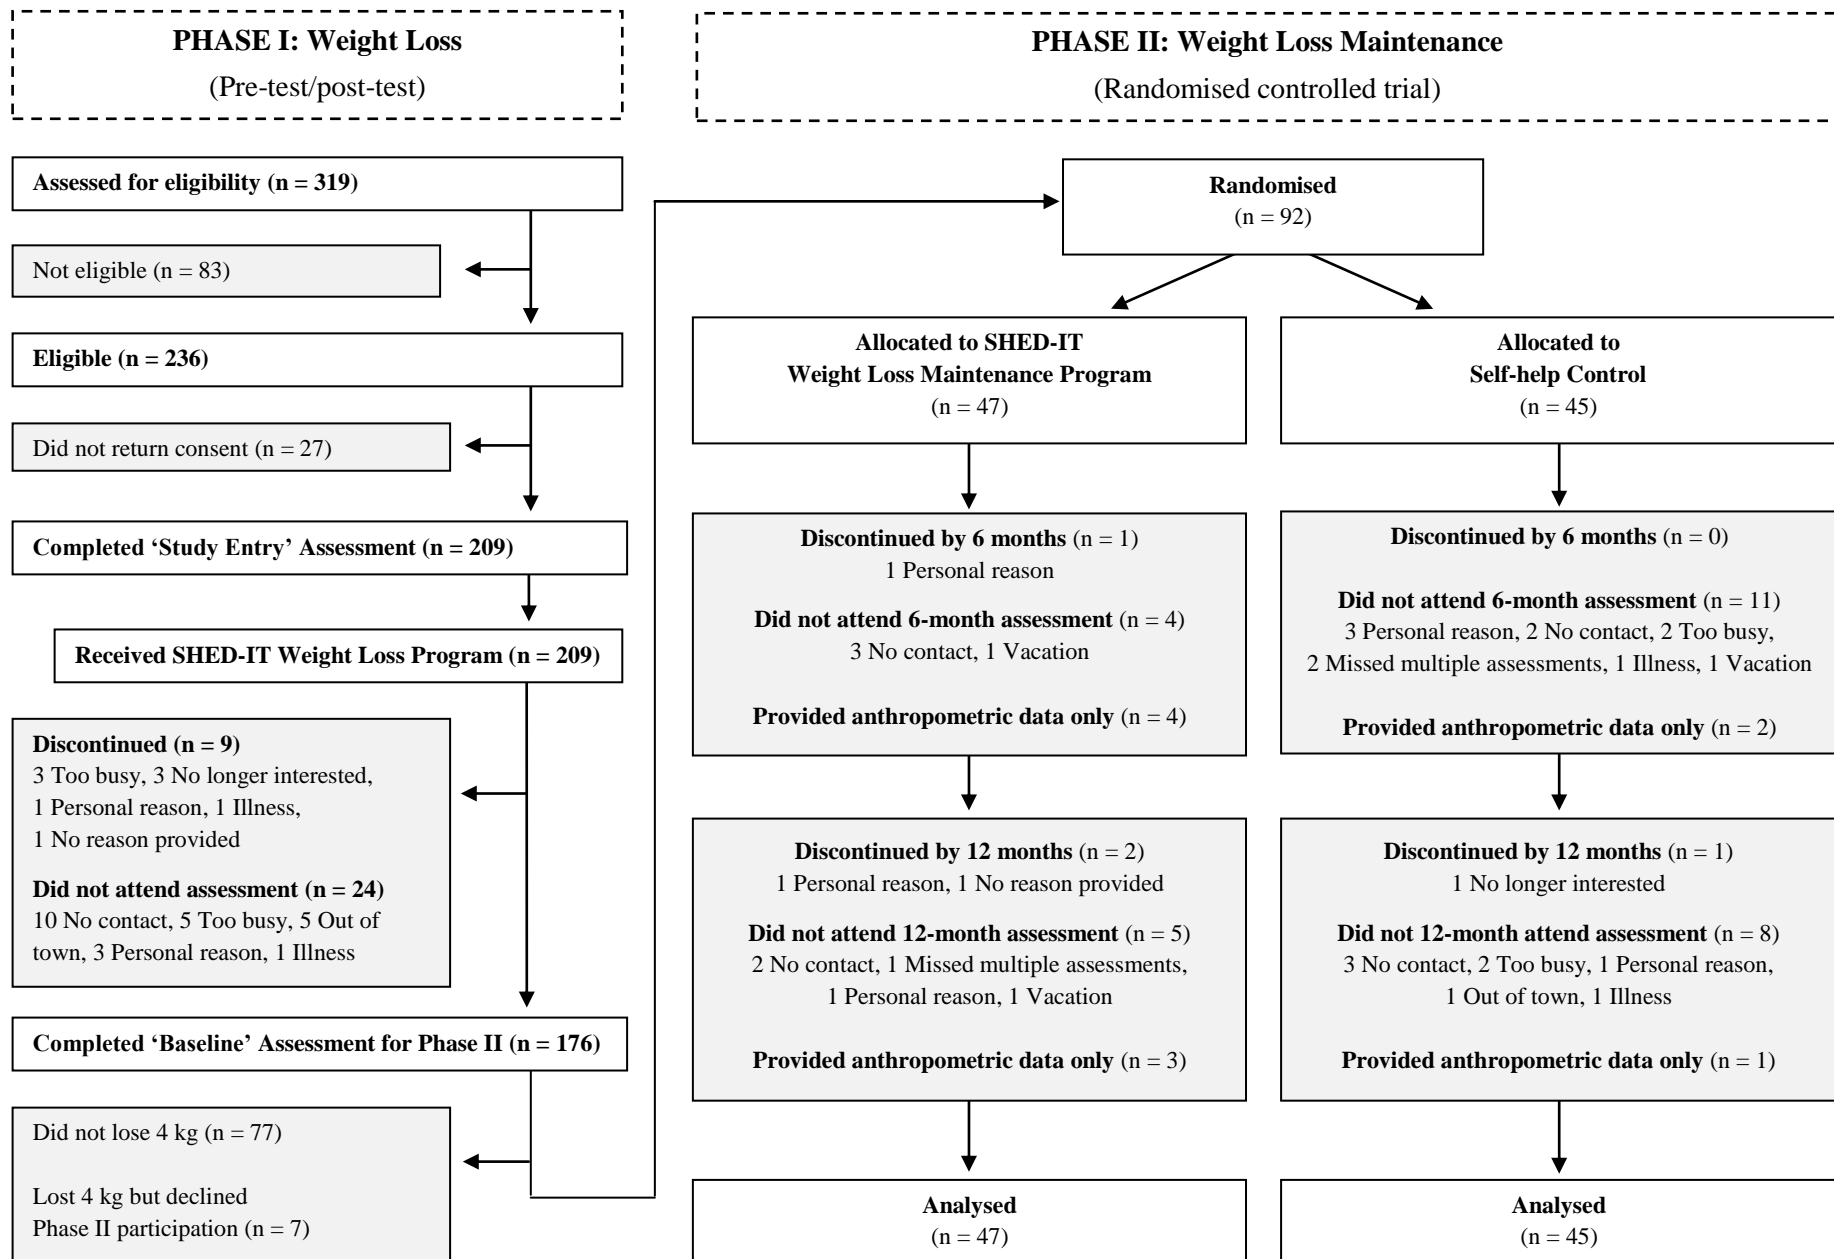 PHASE I: Weight Loss
(Pre-test/post-test)
Assessed for eligibility (n = 319)
Not eligible (n = 83)
Eligible (n = 236)
Did not return consent (n = 27)
Completed ‘Study Entry’ Assessment (n = 209)
Received SHED-IT Weight Loss Program (n = 209)
Discontinued (n = 9)
3 Too busy, 3 No longer interested,
1 Personal reason, 1 Illness,
1 No reason provided
Did not attend assessment (n = 24)
10 No contact, 5 Too busy, 5 Out of
town, 3 Personal reason, 1 Illness
Completed ‘Baseline’ Assessment for Phase II (n = 176)
Did not lose 4 kg (n = 77)
Lost 4 kg but declined
Phase II participation (n = 7)
PHASE II: Weight Loss Maintenance
(Randomised controlled trial)
Randomised
(n = 92)
Allocated to SHED-IT
Weight Loss Maintenance Program
(n = 47)
Discontinued by 6 months (n = 1)
1 Personal reason
Did not attend 6-month assessment (n = 4)
3 No contact, 1 Vacation
Provided anthropometric data only (n = 4)
Discontinued by 12 months (n = 2)
1 Personal reason, 1 No reason provided
Did not attend 12-month assessment (n = 5)
2 No contact, 1 Missed multiple assessments,
1 Personal reason, 1 Vacation
Provided anthropometric data only (n = 3)
Analysed
(n = 47)
Allocated to
Self-help Control
(n = 45)
Discontinued by 6 months (n = 0)
Did not attend 6-month assessment (n = 11)
3 Personal reason, 2 No contact, 2 Too busy,
2 Missed multiple assessments, 1 Illness, 1 Vacation
Provided anthropometric data only (n = 2)
Discontinued by 12 months (n = 1)
1 No longer interested
Did not 12-month attend assessment (n = 8)
3 No contact, 2 Too busy, 1 Personal reason,
1 Out of town, 1 Illness
Provided anthropometric data only (n = 1)
Analysed
(n = 45)